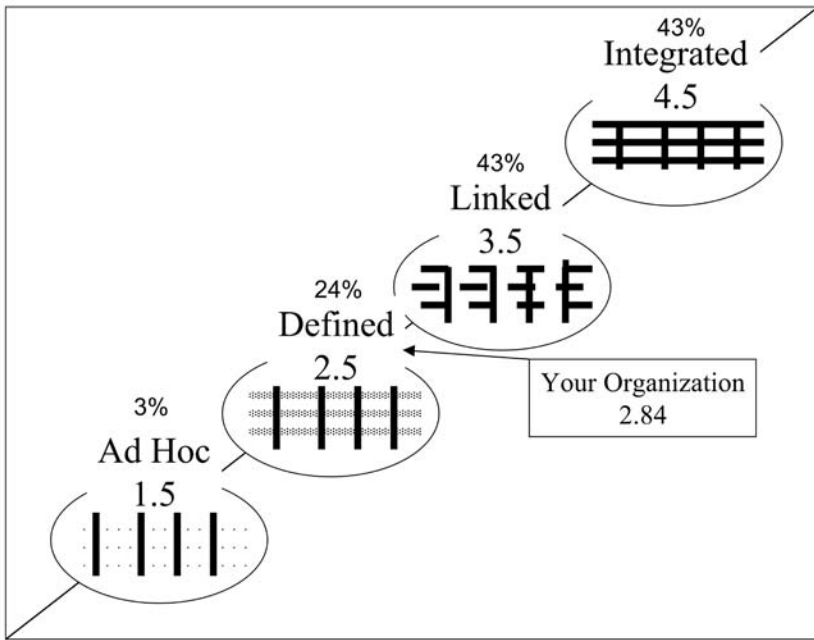 43%
Integrated
4.5
43%
Linked
3.5
24%
Defined
2.5
Your Organization
2.84
3%
Ad Hoc
1.5